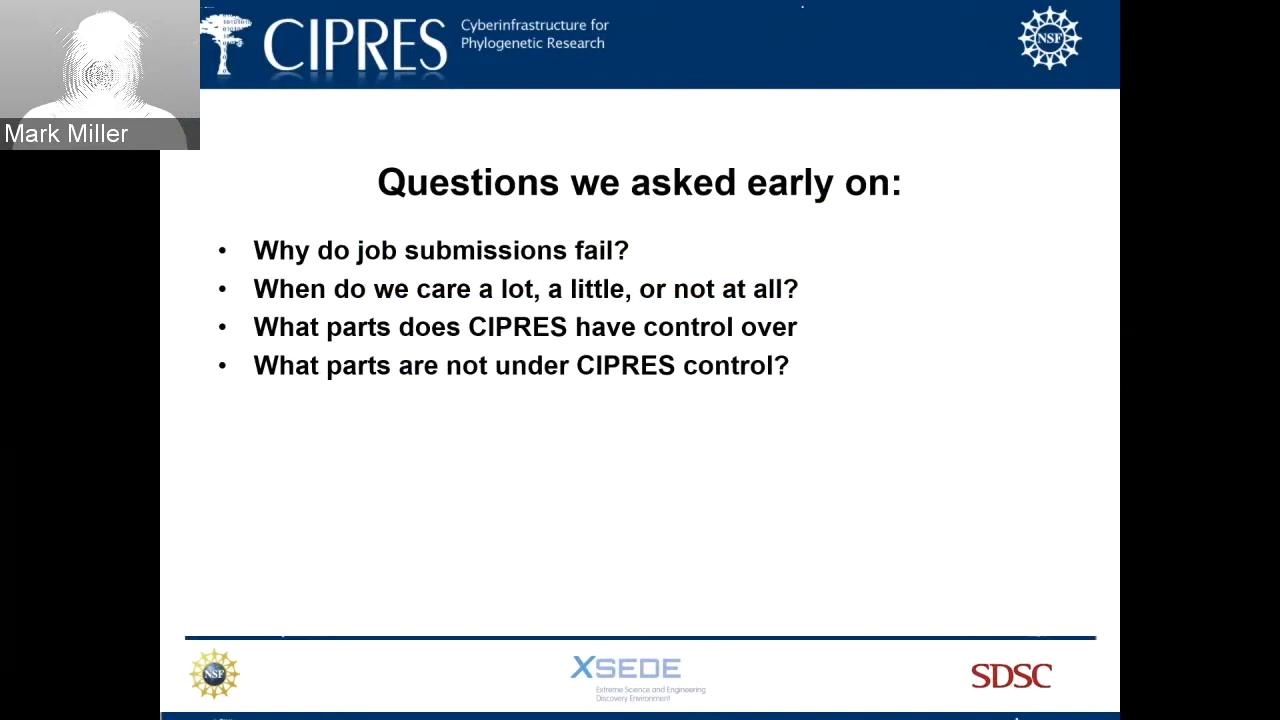 Mark Miller
CIPRES
Cyberinfrastructure for
Phylogenetic Research
NSF
Questions we asked early on:
• Why do job submissions fail?
• When do we care a lot, a little, or not at all?
• What parts does CIPRES have control over
• What parts are not under CIPRES control?
NSF
XSEDE
Extreme Science and Engineering
Discovery Environment
SDSC